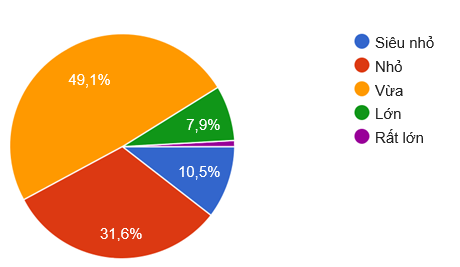 49,1%
7,9%
10,5%
31,6%
Siêu nhỏ
Nhỏ
Vừa
Lớn
Rất lớn